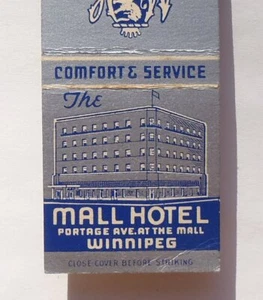 COMFORT & SERVICE
The
MALL HOTEL
PORTAGE AVE. AT THE MALL
WINNIPEG
CLOSE COVER BEFORE STRIKING